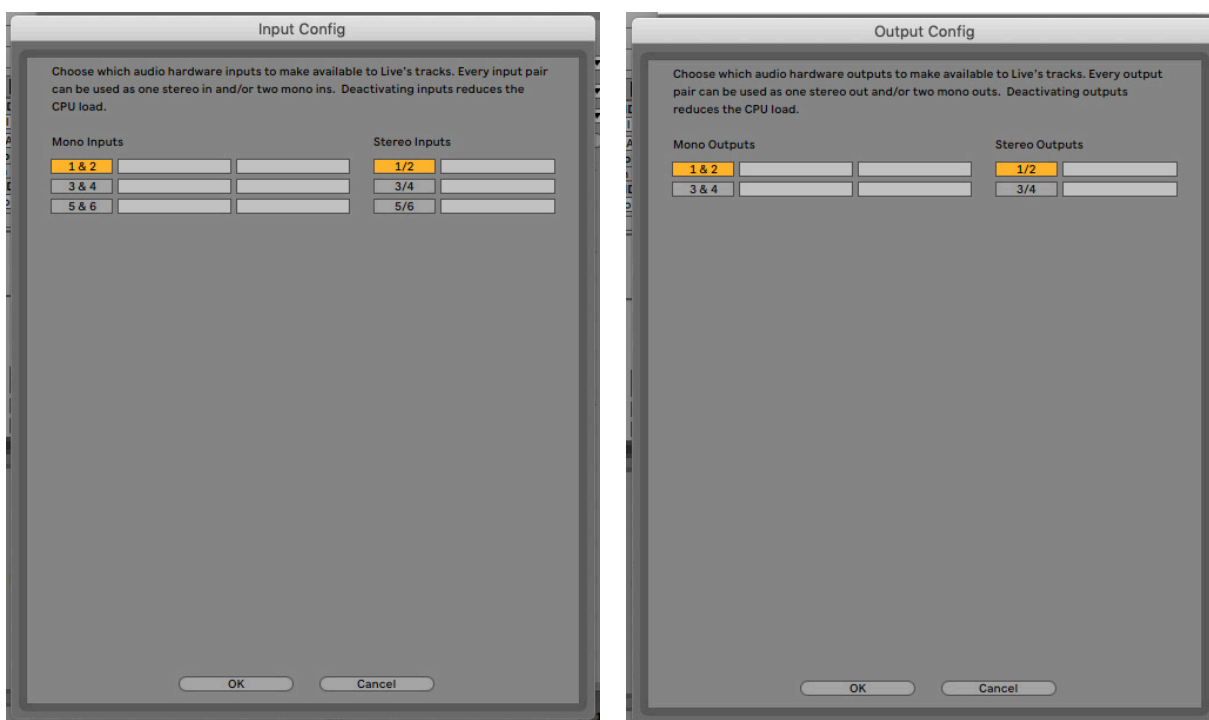 Input Config
Choose which audio hardware inputs to make available to Live's tracks. Every input pair
can be used as one stereo in and/or two mono ins.  Deactivating inputs reduces the
CPU load.
Mono Inputs Stereo Inputs
1 & 2 1/2
3 & 4 3/4
5 & 6 5/6
OK Cancel
Output Config
Choose which audio hardware outputs to make available to Live's tracks. Every output
pair can be used as one stereo out and/or two mono outs.  Deactivating outputs
reduces the CPU load.
Mono Outputs Stereo Outputs
1 & 2 1/2
3 & 4 3/4
OK Cancel